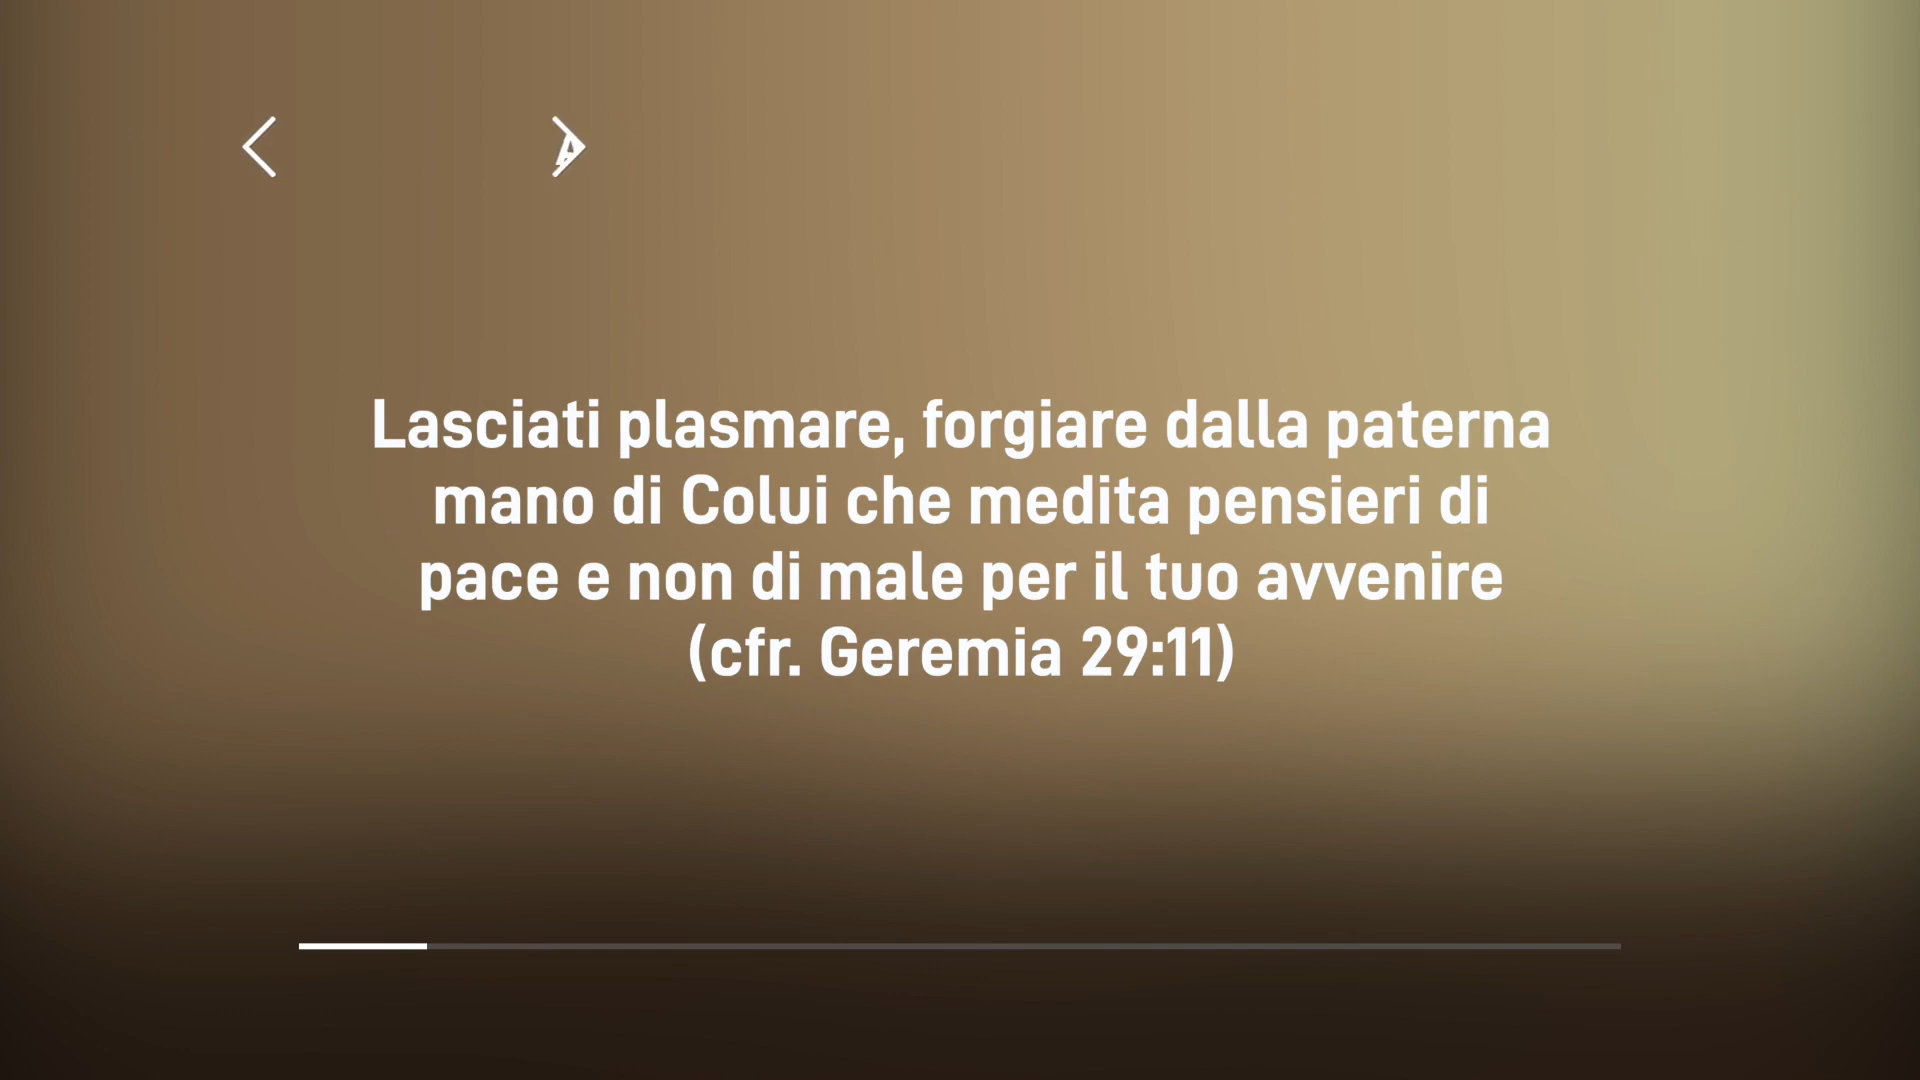 Lasciati plasmare, forgiare dalla paterna
mano di Colui che medita pensieri di
pace e non di male per il tuo avvenire
(cfr. Geremia 29:11)